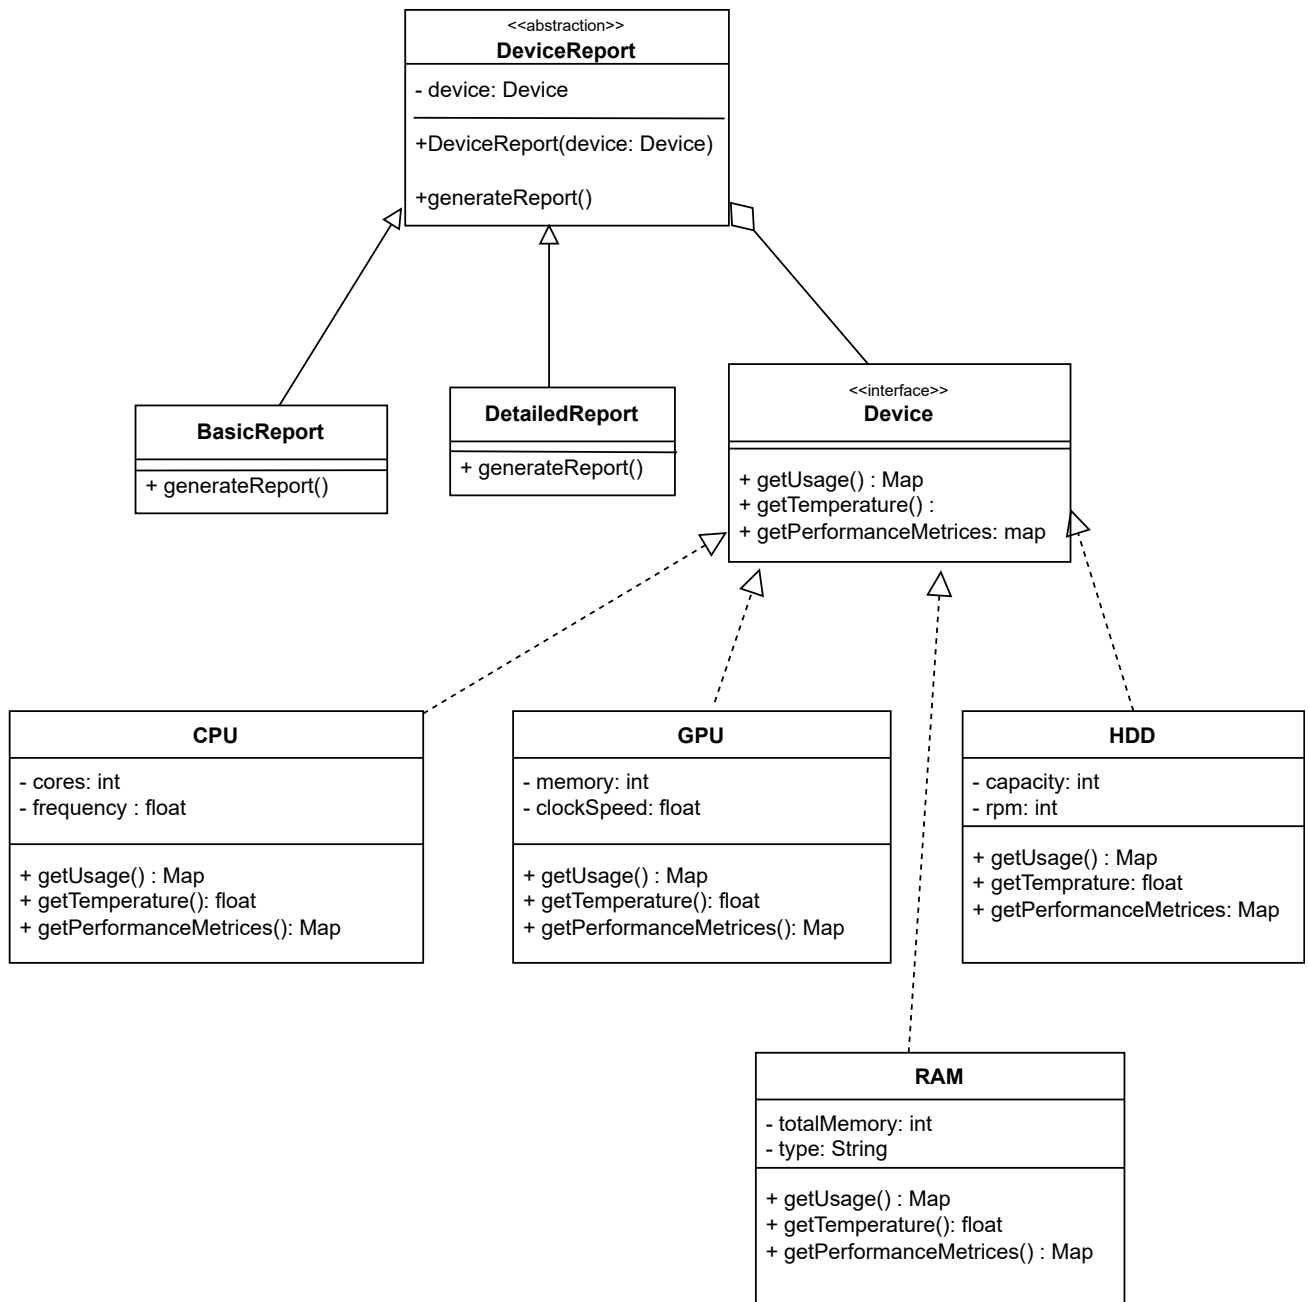 <<abstraction>>
DeviceReport
- device: Device
+DeviceReport(device: Device)
+generateReport()
BasicReport
+ generateReport()
DetailedReport
+ generateReport()
<<interface>>
Device
+ getUsage() : Map
+ getTemperature() :
+ getPerformanceMetrices: map
CPU
- cores: int
- frequency : float
+ getUsage() : Map
+ getTemperature(): float
+ getPerformanceMetrices(): Map
GPU
- memory: int
- clockSpeed: float
+ getUsage() : Map
+ getTemperature(): float
+ getPerformanceMetrices(): Map
HDD
- capacity: int
- rpm: int
+ getUsage() : Map
+ getTemprature: float
+ getPerformanceMetrices: Map
RAM
- totalMemory: int
- type: String
+ getUsage() : Map
+ getTemperature(): float
+ getPerformanceMetrices() : Map